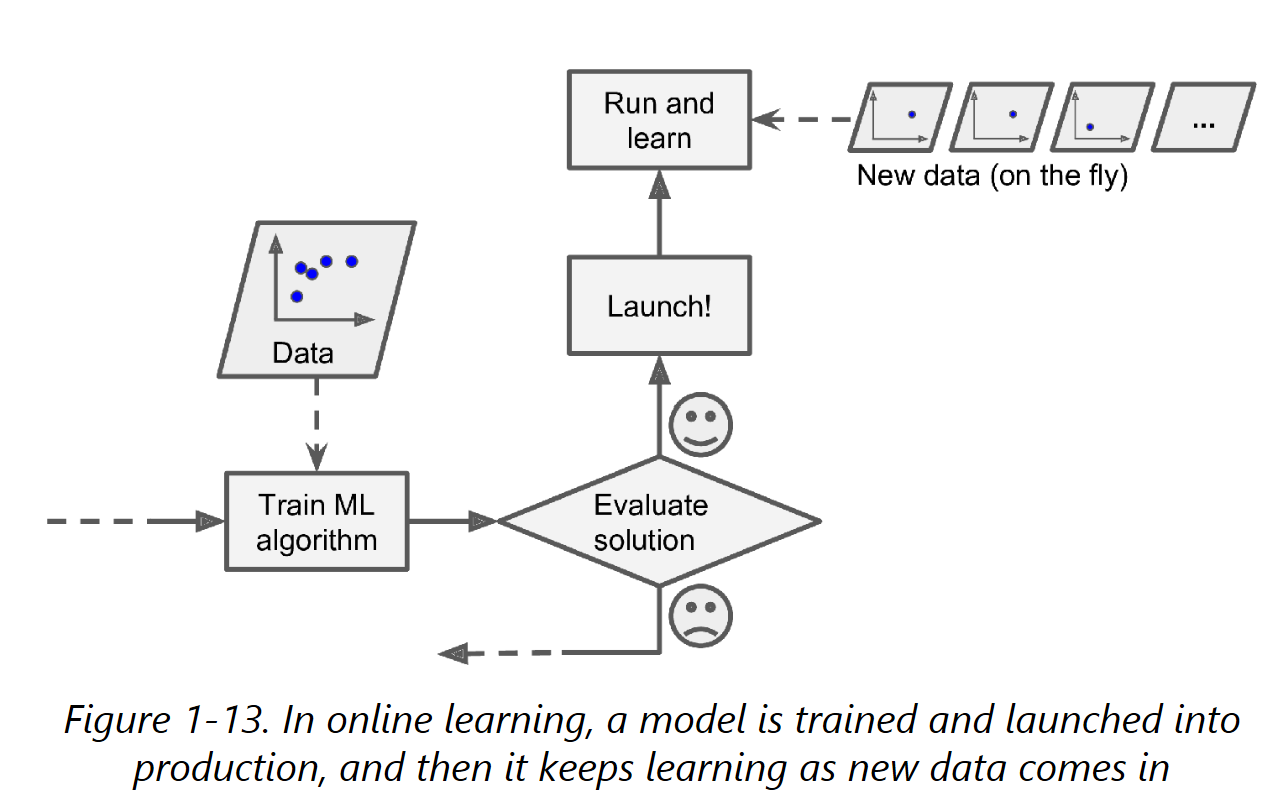 Run and
learn
...
New data (on the fly)
Launch!
Data
Train ML
algorithm
Evaluate
solution
Figure 1-13. In online learning, a model is trained and launched into
production, and then it keeps learning as new data comes in